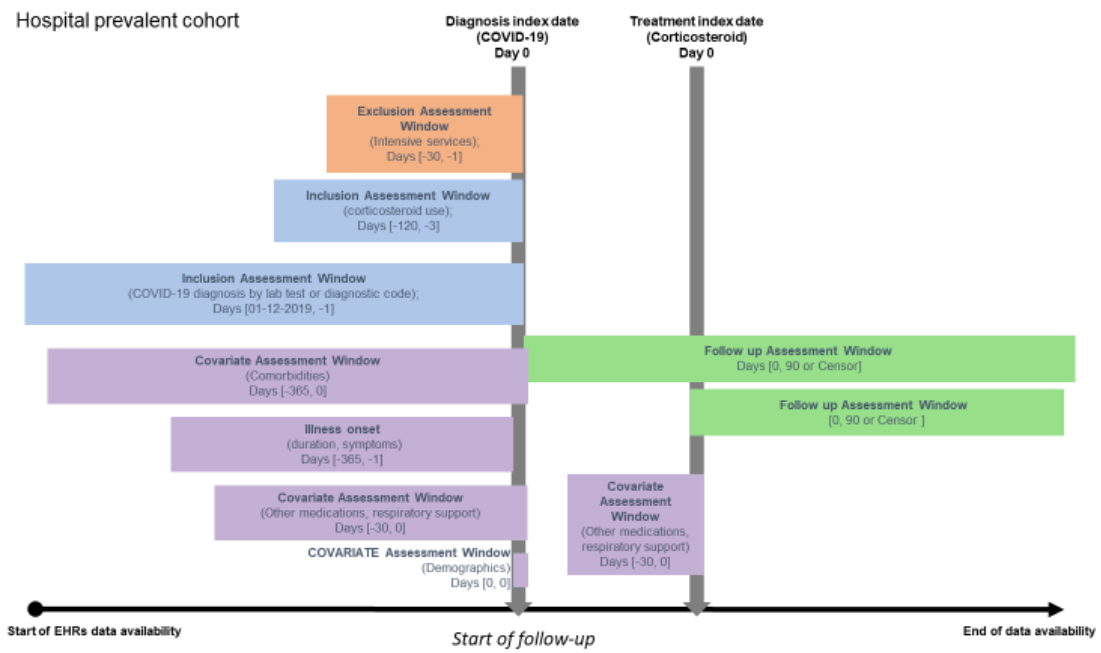 Hospital prevalent cohort
Diagnosis index date
(COVID-19)
Day 0
Treatment index date
(Corticosteroid)
Day 0
Exclusion Assessment
Window
(Intensive services);
Days [-30, -1]
Inclusion Assessment Window
(corticosteroid use);
Days [-120, -3]
Inclusion Assessment Window
(COVID-19 diagnosis by lab test or diagnostic code);
Days [01-12-2019, -1]
Follow up Assessment Window
Days [0, 90 or Censor]
Covariate Assessment Window
(Comorbidities)
Days [-365, 0]
Follow up Assessment Window
[0, 90 or Censor ]
Illness onset
(duration, symptoms)
Days [-365, -1]
Covariate Assessment Window
(Other medications, respiratory support)
Days [-30, 0]
Covariate
Assessment
Window
(Other medications,
respiratory support)
Days [-30, 0]
COVARIATE Assessment Window
(Demographics)
Days [0, 0]
Start of EHRs data availability
Start of follow-up
End of data availability